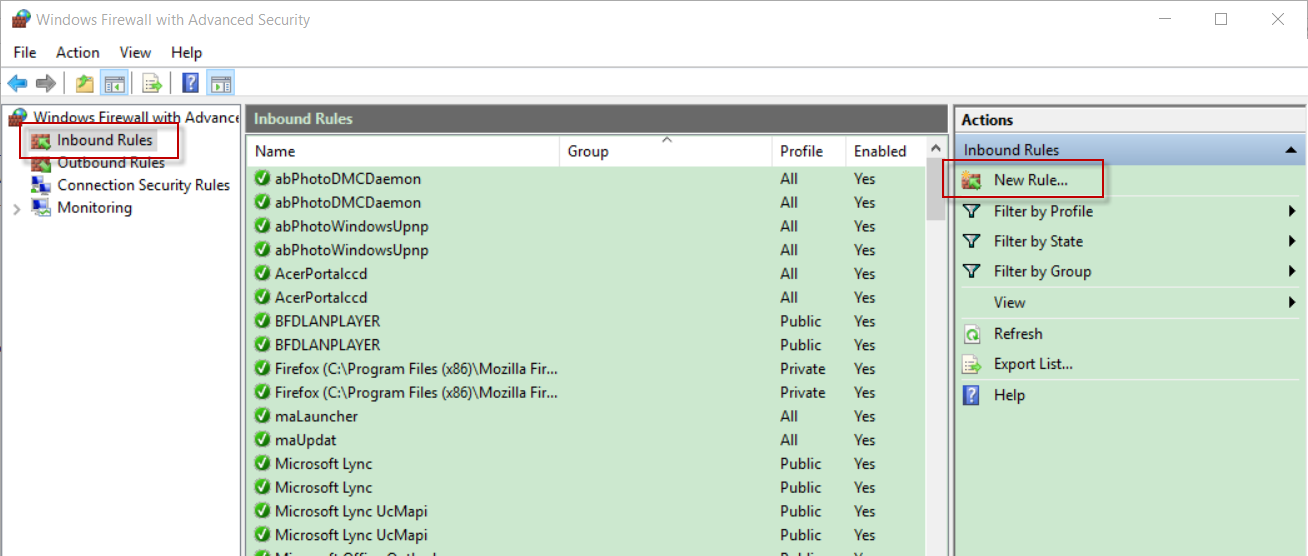 Windows Firewall with Advanced Security
File Action View Help
Windows Firewall with Advance
Inbound Rules
Outbound Rules
Connection Security Rules
Monitoring
Inbound Rules
Name Group Profile Enabled
abPhotoDMCDaemon All Yes
abPhotoDMCDaemon All Yes
abPhotoWindowsUpnp All Yes
abPhotoWindowsUpnp All Yes
AcerPortalccd All Yes
AcerPortalccd All Yes
BFDLANPLAYER Public Yes
BFDLANPLAYER Public Yes
Firefox (C:\Program Files (x86)\Mozilla Fir... Private Yes
Firefox (C:\Program Files (x86)\Mozilla Fir... Private Yes
maLauncher All Yes
maUpdat All Yes
Microsoft Lync Public Yes
Microsoft Lync Public Yes
Microsoft Lync UcMapi Public Yes
Microsoft Lync UcMapi Public Yes
Microsoft Office Outlook Public Yes
Actions
Inbound Rules
New Rule...
Filter by Profile
Filter by State
Filter by Group
View
Refresh
Export List...
Help